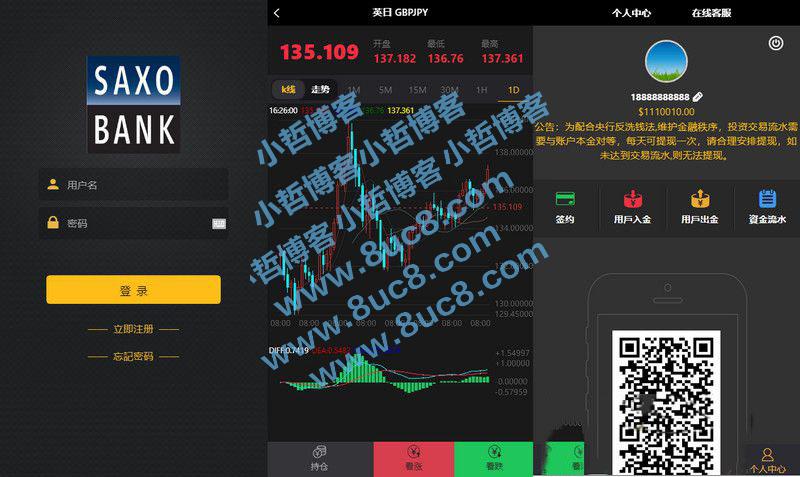 SAXO
BANK
用户名
密码
登 录
立即注册
忘記密码
英日 GBPJPY
135.109
开盘 最低 最高
137.182 136.76 137.361
k线 走势 1M 5M 15M 30M 1H 1D
16:26:00 136.76 137.361
138.00000
136.00000
135.109
134.00000
132.00000
130.00000
129.45000
08:00 08:00 08:00 08:00 08:00
DIFF:0.7419 DEA:0.5482
+1.54997
+1.00000
-0.00000
-0.57959
持仓 看涨 看跌
小哲博客 小哲博客 小哲博客
小哲博客 小哲博客 小哲博客
小哲博客 www.8uc8.com
www.8uc8.com
www.8uc8.com
个人中心 在线客服
18888888888
$1110010.00
公告：为配合央行反洗钱法,维护金融秩序，投资交易流水需
要与账户本金对等，每天可提现一次，请合理安排提现，如
未达到交易流水,则无法提现。
签约 用戶入金 用戶出金 資金流水
个人中心